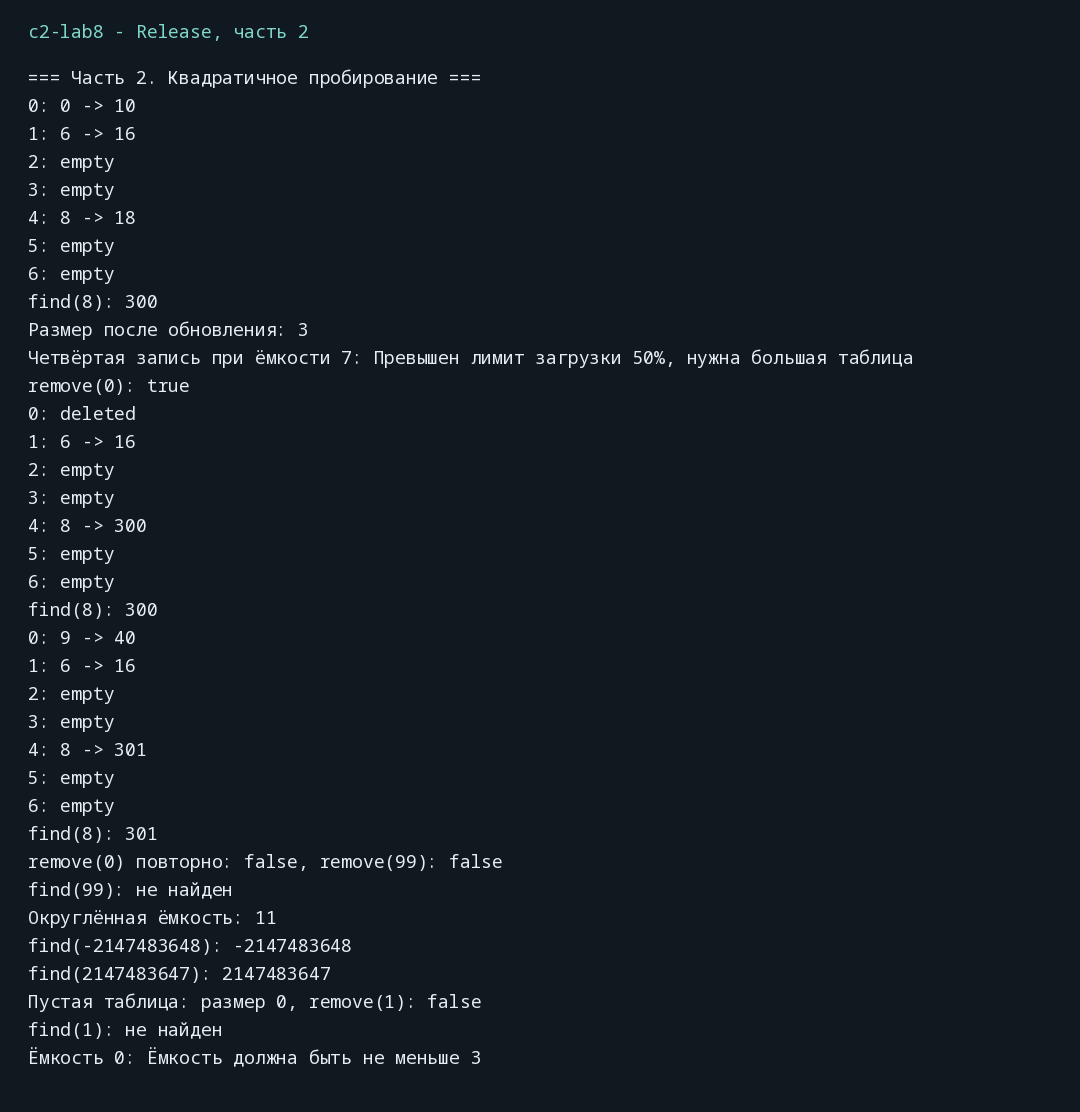 c2-lab8 - Release, часть 2
=== Часть 2. Квадратичное пробирование ===
0: 0 -> 10
1: 6 -> 16
2: empty
3: empty
4: 8 -> 18
5: empty
6: empty
find(8): 300
Размер после обновления: 3
Четвёртая запись при ёмкости 7: Превышен лимит загрузки 50%, нужна большая таблица
remove(0): true
0: deleted
1: 6 -> 16
2: empty
3: empty
4: 8 -> 300
5: empty
6: empty
find(8): 300
0: 9 -> 40
1: 6 -> 16
2: empty
3: empty
4: 8 -> 301
5: empty
6: empty
find(8): 301
remove(0) повторно: false, remove(99): false
find(99): не найден
Округлённая ёмкость: 11
find(-2147483648): -2147483648
find(2147483647): 2147483647
Пустая таблица: размер 0, remove(1): false
find(1): не найден
Ёмкость 0: Ёмкость должна быть не меньше 3